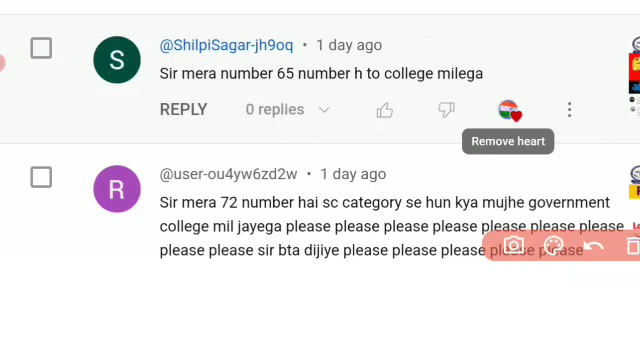 S
@ShilpiSagar-jh9oq • 1 day ago
Sir mera number 65 number h to college milega
REPLY 0 replies
Remove heart
R
@user-ou4yw6zd2w • 1 day ago
Sir mera 72 number hai sc category se hun kya mujhe government
college mil jayega please please please please please please please
please please sir bta dijiye please please please please please